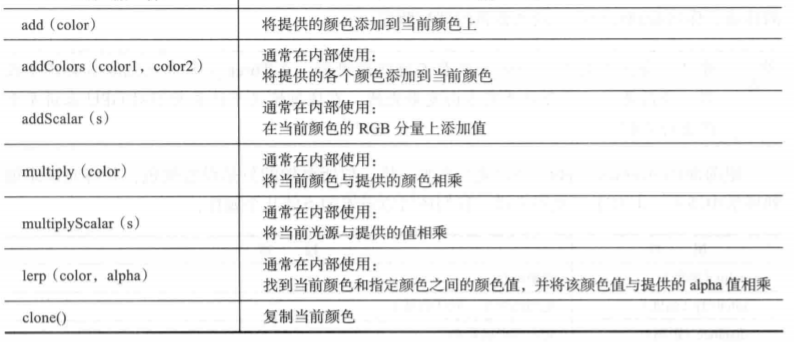 add（color）
将提供的颜色添加到当前颜色上
addColors（color1，color2）
通常在内部使用：
将提供的各个颜色添加到当前颜色
addScalar（s）
通常在内部使用：
在当前颜色的 RGB 分量上添加值
multiply（color）
通常在内部使用：
将当前颜色与提供的颜色相乘
multiplyScalar（s）
通常在内部使用：
将当前光源与提供的值相乘
lerp（color，alpha）
通常在内部使用：
找到当前颜色和指定颜色之间的颜色值，并将该颜色值与提供的 alpha 值相乘
clone()
复制当前颜色